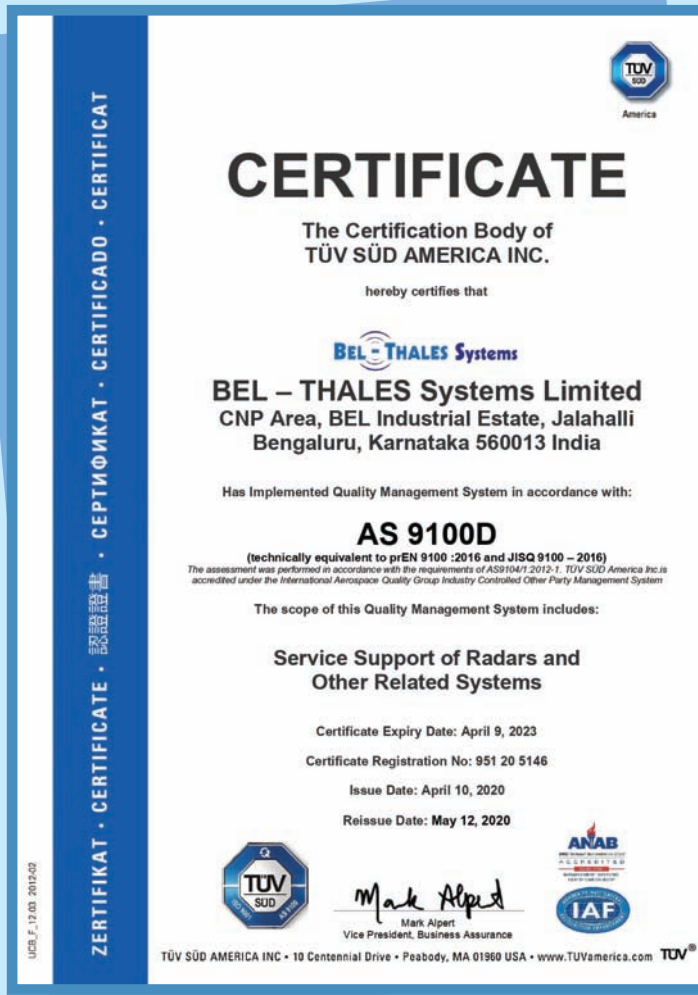 TÜV
SÜD
America
CERTIFICATE
The Certification Body of
TÜV SÜD AMERICA INC.
hereby certifies that
BEL - THALES Systems
BEL – THALES Systems Limited
CNP Area, BEL Industrial Estate, Jalahalli
Bengaluru, Karnataka 560013 India
Has Implemented Quality Management System in accordance with:
AS 9100D
(technically equivalent to prEN 9100 :2016 and JISQ 9100 – 2016)
The assessment was performed in accordance with the requirements of AS9104/1:2012-1. TÜV SÜD America Inc.is
accredited under the International Aerospace Quality Group Industry Controlled Other Party Management System
The scope of this Quality Management System includes:
Service Support of Radars and
Other Related Systems
Certificate Expiry Date: April 9, 2023
Certificate Registration No: 951 20 5146
Issue Date: April 10, 2020
Reissue Date: May 12, 2020
TÜV
SÜD
ISO 9001
AS 9100
ANAB
ACCREDITED
IAF
Mark Alpert
Mark Alpert
Vice President, Business Assurance
TÜV SÜD AMERICA INC • 10 Centennial Drive • Peabody, MA 01960 USA • www.TUVamerica.com TÜV®
ZERTIFIKAT • CERTIFICATE • 認證證書 • СЕРТИФИКАТ • CERTIFICADO • CERTIFICAT
UCB_F_12.03 2012-02